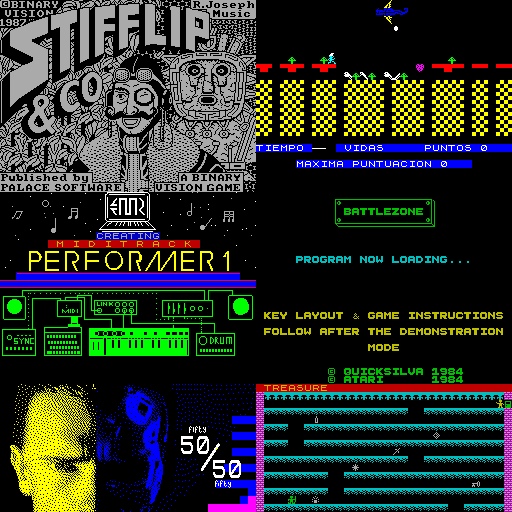 ©BINARY
VISION
1987
R.Joseph
Music
STIFFLIP
& CO
Published by
PALACE SOFTWARE
A BINARY
VISION GAME
TIEMPO
VIDAS
PUNTOS 0
MAXIMA PUNTUACION 0
CREATING
MIDITRACK
PERFORMER1
MIDI
LINK
SYNC
DRUM
BATTLEZONE
PROGRAM NOW LOADING...
KEY LAYOUT & GAME INSTRUCTIONS
FOLLOW AFTER THE DEMONSTRATION
MODE
© QUICKSILVA 1984
© ATARI 1984
fifty
50/50
fifty
TREASURE